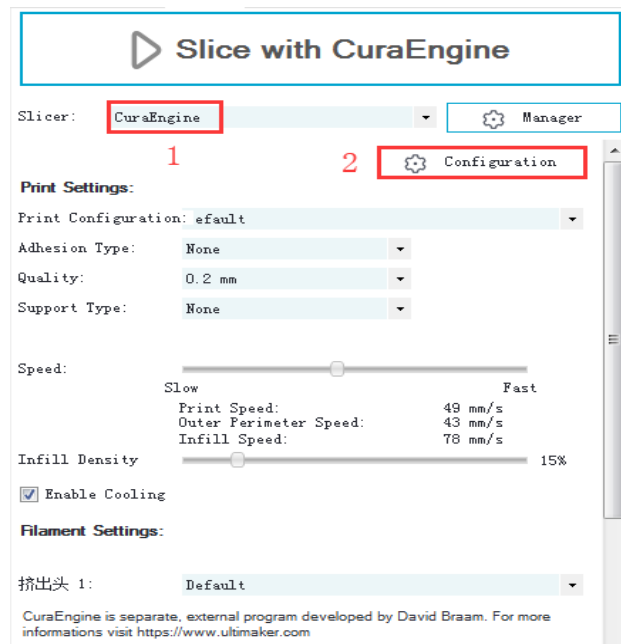 Slice with CuraEngine
Slicer: CuraEngine Manager
1 2 Configuration
Print Settings:
Print Configuration: efault
Adhesion Type: None
Quality: 0.2 mm
Support Type: None
Speed:
Slow Fast
Print Speed: 49 mm/s
Outer Perimeter Speed: 43 mm/s
Infill Speed: 78 mm/s
Infill Density 15%
Enable Cooling
Filament Settings:
挤出头 1: Default
CuraEngine is separate, external program developed by David Braam. For more
informations visit https://www.ultimaker.com